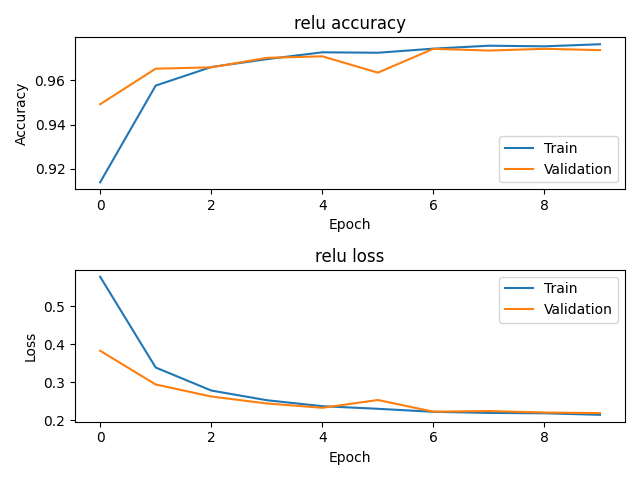 relu accuracy
Accuracy
0.96
0.94
0.92
Train
Validation
0 2 4 6 8
Epoch
relu loss
Loss
0.5
0.4
0.3
0.2
Train
Validation
0 2 4 6 8
Epoch